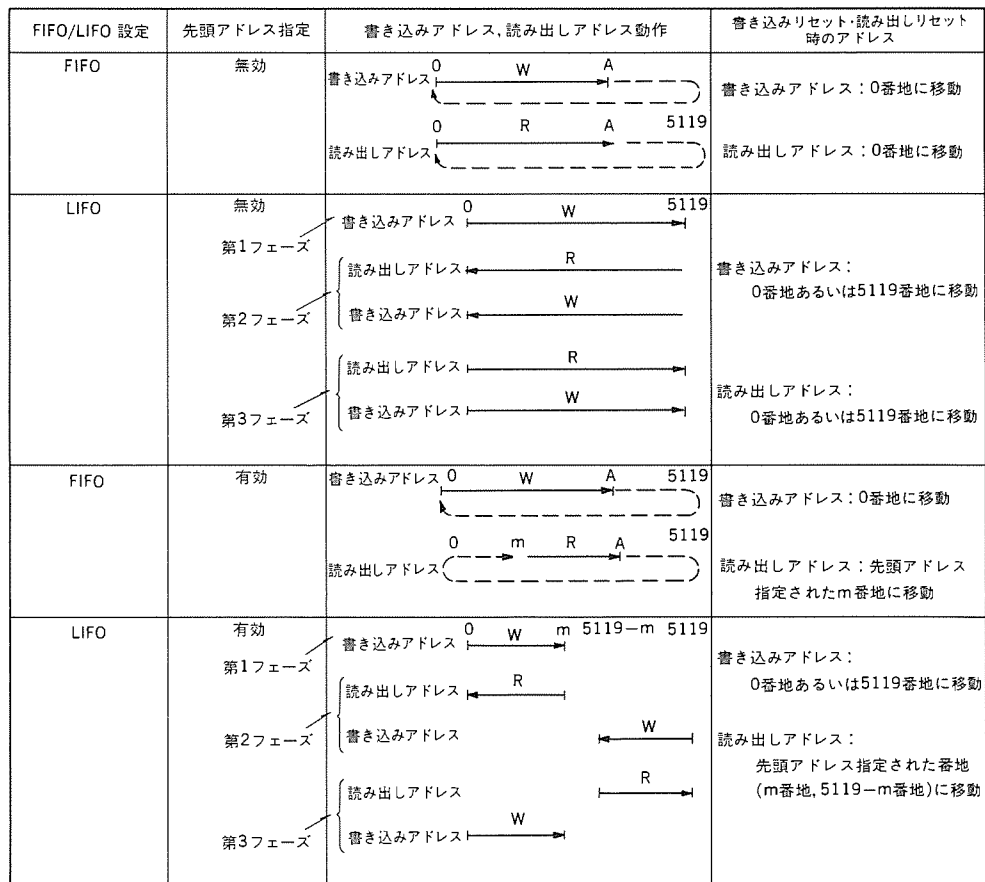 FIFO/LIFO 設定 先頭アドレス指定 書き込みアドレス,読み出しアドレス動作 書き込みリセット・読み出しリセット
時のアドレス
FIFO 無効
0 W A
書き込みアドレス
書き込みアドレス:0番地に移動
0 R A 5119
読み出しアドレス
読み出しアドレス:0番地に移動
LIFO 無効
0 W 5119
第1フェーズ 書き込みアドレス
第2フェーズ
読み出しアドレス R
書き込みアドレス W
書き込みアドレス:
0番地あるいは5119番地に移動
第3フェーズ
読み出しアドレス R
書き込みアドレス W
読み出しアドレス:
0番地あるいは5119番地に移動
FIFO 有効
書き込みアドレス 0 W A 5119
書き込みアドレス:0番地に移動
0 m R A 5119
読み出しアドレス
読み出しアドレス:先頭アドレス
指定されたm番地に移動
LIFO 有効
0 W m 5119−m 5119
第1フェーズ 書き込みアドレス
書き込みアドレス:
0番地あるいは5119番地に移動
第2フェーズ
読み出しアドレス R
書き込みアドレス W
読み出しアドレス:
先頭アドレス指定された番地
(m番地,5119−m番地)に移動
第3フェーズ
読み出しアドレス R
書き込みアドレス W